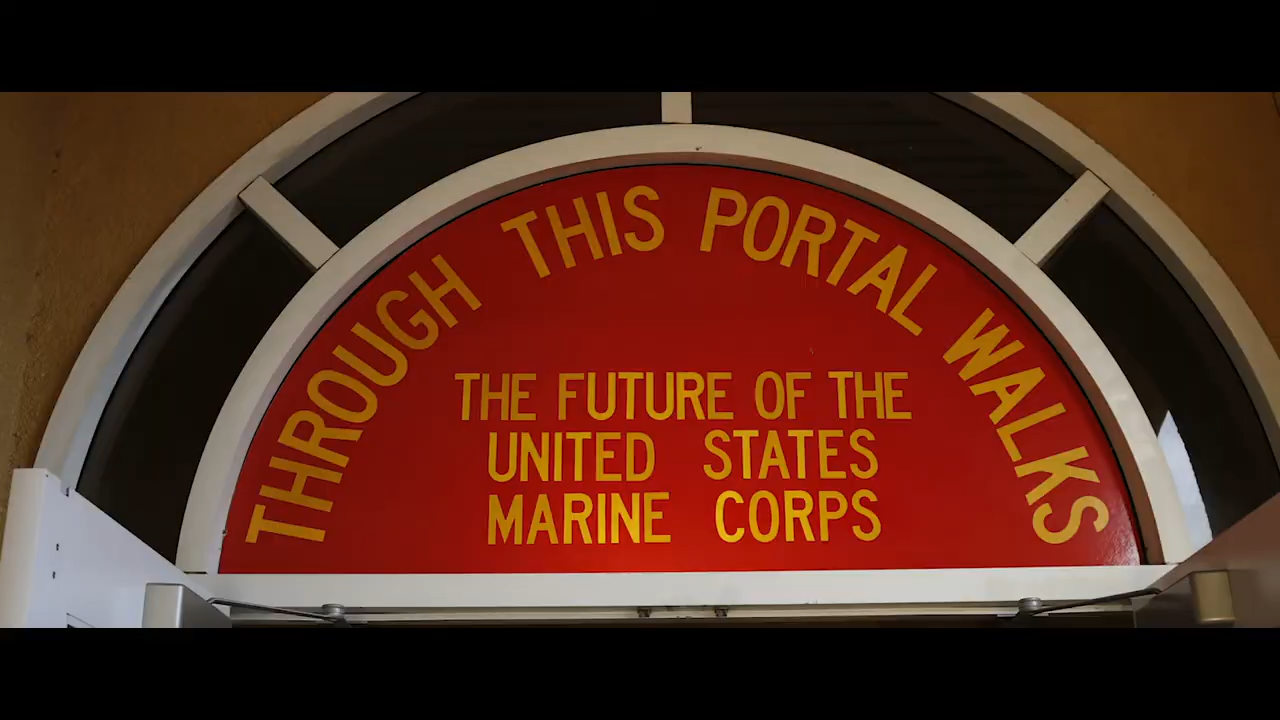 THROUGH THIS PORTAL WALKS
THE FUTURE OF THE
UNITED STATES
MARINE CORPS